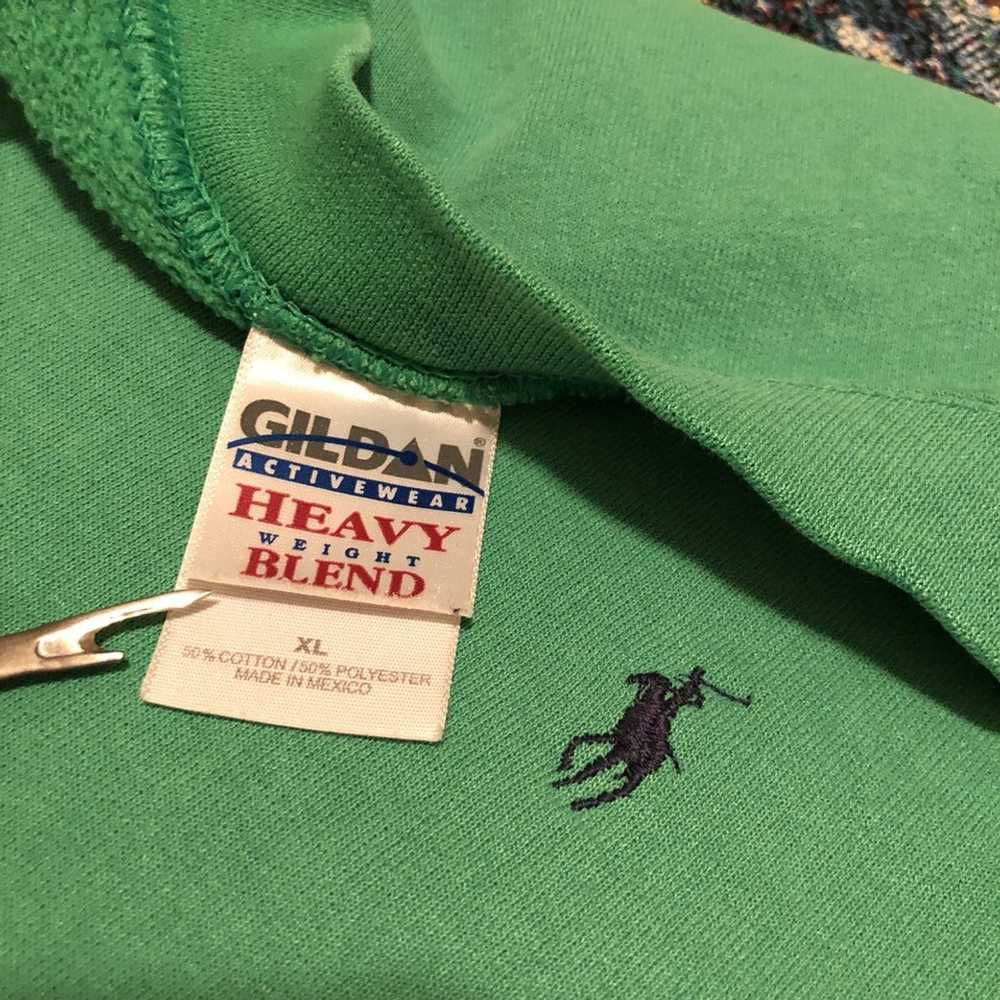 GILDAN®
ACTIVEWEAR
HEAVY
WEIGHT
BLEND
XL
50% COTTON / 50% POLYESTER
MADE IN MEXICO